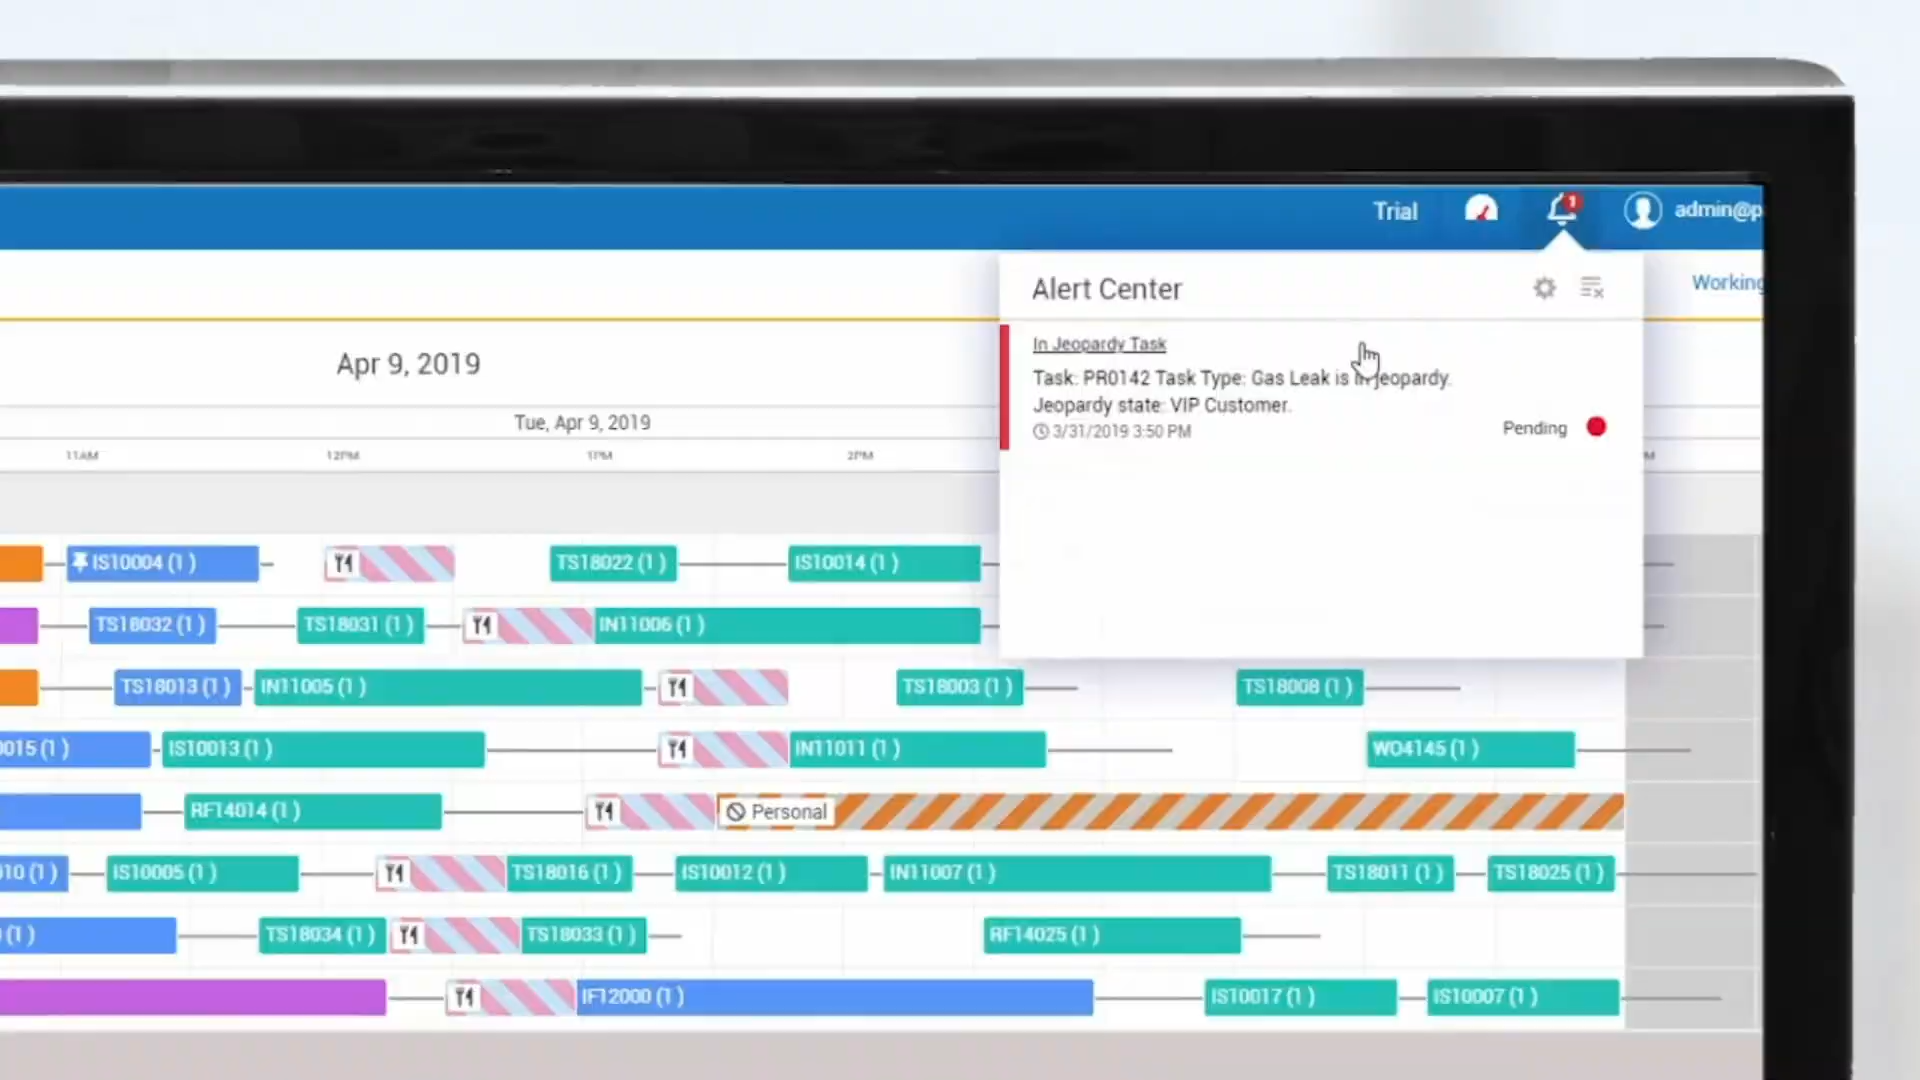 Trial
1
admin@p
Working
Alert Center
In Jeopardy Task
Task: PR0142 Task Type: Gas Leak is in jeopardy.
Jeopardy state: VIP Customer.
3/31/2019 3:50 PM
Pending
Apr 9, 2019
Tue, Apr 9, 2019
11AM 12PM 1PM 2PM M
IS10004 (1) TS18022 (1) IS10014 (1)
TS18032 (1) TS18031 (1) IN11006 (1)
TS18013 (1) IN11005 (1) TS18003 (1) TS18008 (1)
0015 (1) IS10013 (1) IN11011 (1) WO4145 (1)
RF14014 (1) Personal
10 (1) IS10005 (1) TS18016 (1) IS10012 (1) IN11007 (1) TS18011 (1) TS18025 (1)
(1) TS18034 (1) TS18033 (1) RF14025 (1)
IF12000 (1) IS10017 (1) IS10007 (1)